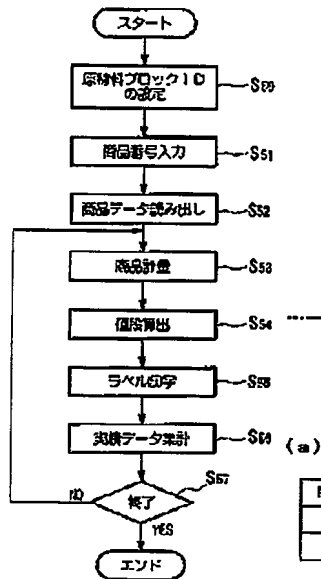 スタート
原材料ブロックID
の設定
S50
商品番号入力
S51
商品データ読み出し
S52
商品計量
S53
値段算出
S54
ラベル印字
S55
実績データ集計
S56
(a)
終了
S57
NO
YES
エンド